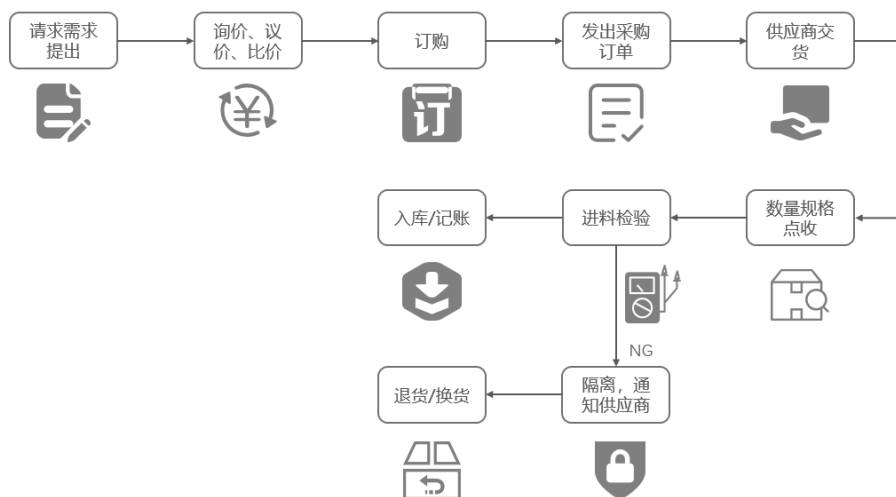 请求需求
提出
询价、议
价、比价
订购
发出采购
订单
供应商交
货
订
入库/记账
进料检验
数量规格
点收
NG
退货/换货
隔离，通
知供应商